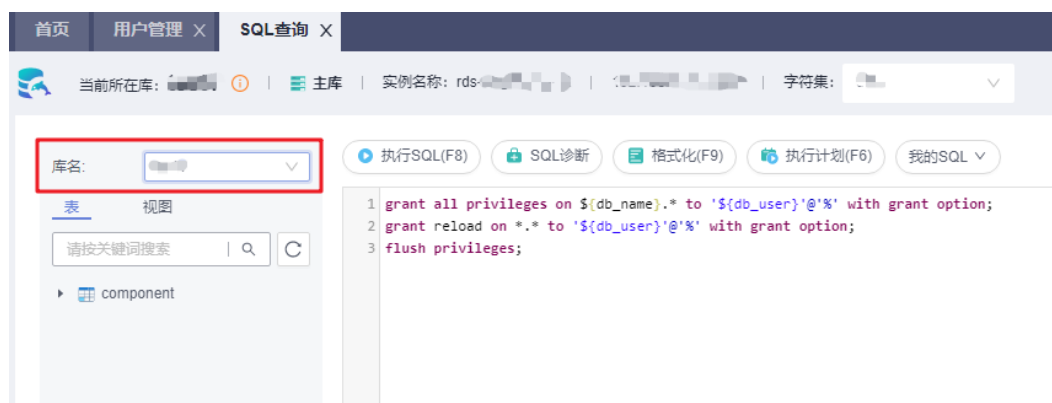 首页 用户管理 X SQL查询 X
当前所在库: 主库 实例名称: rds- 字符集:
库名:
执行SQL(F8) SQL诊断 格式化(F9) 执行计划(F6) 我的SQL
表 视图
请按关键词搜索
component
1 grant all privileges on ${db_name}.* to '${db_user}'@'%' with grant option;
2 grant reload on *.* to '${db_user}'@'%' with grant option;
3 flush privileges;